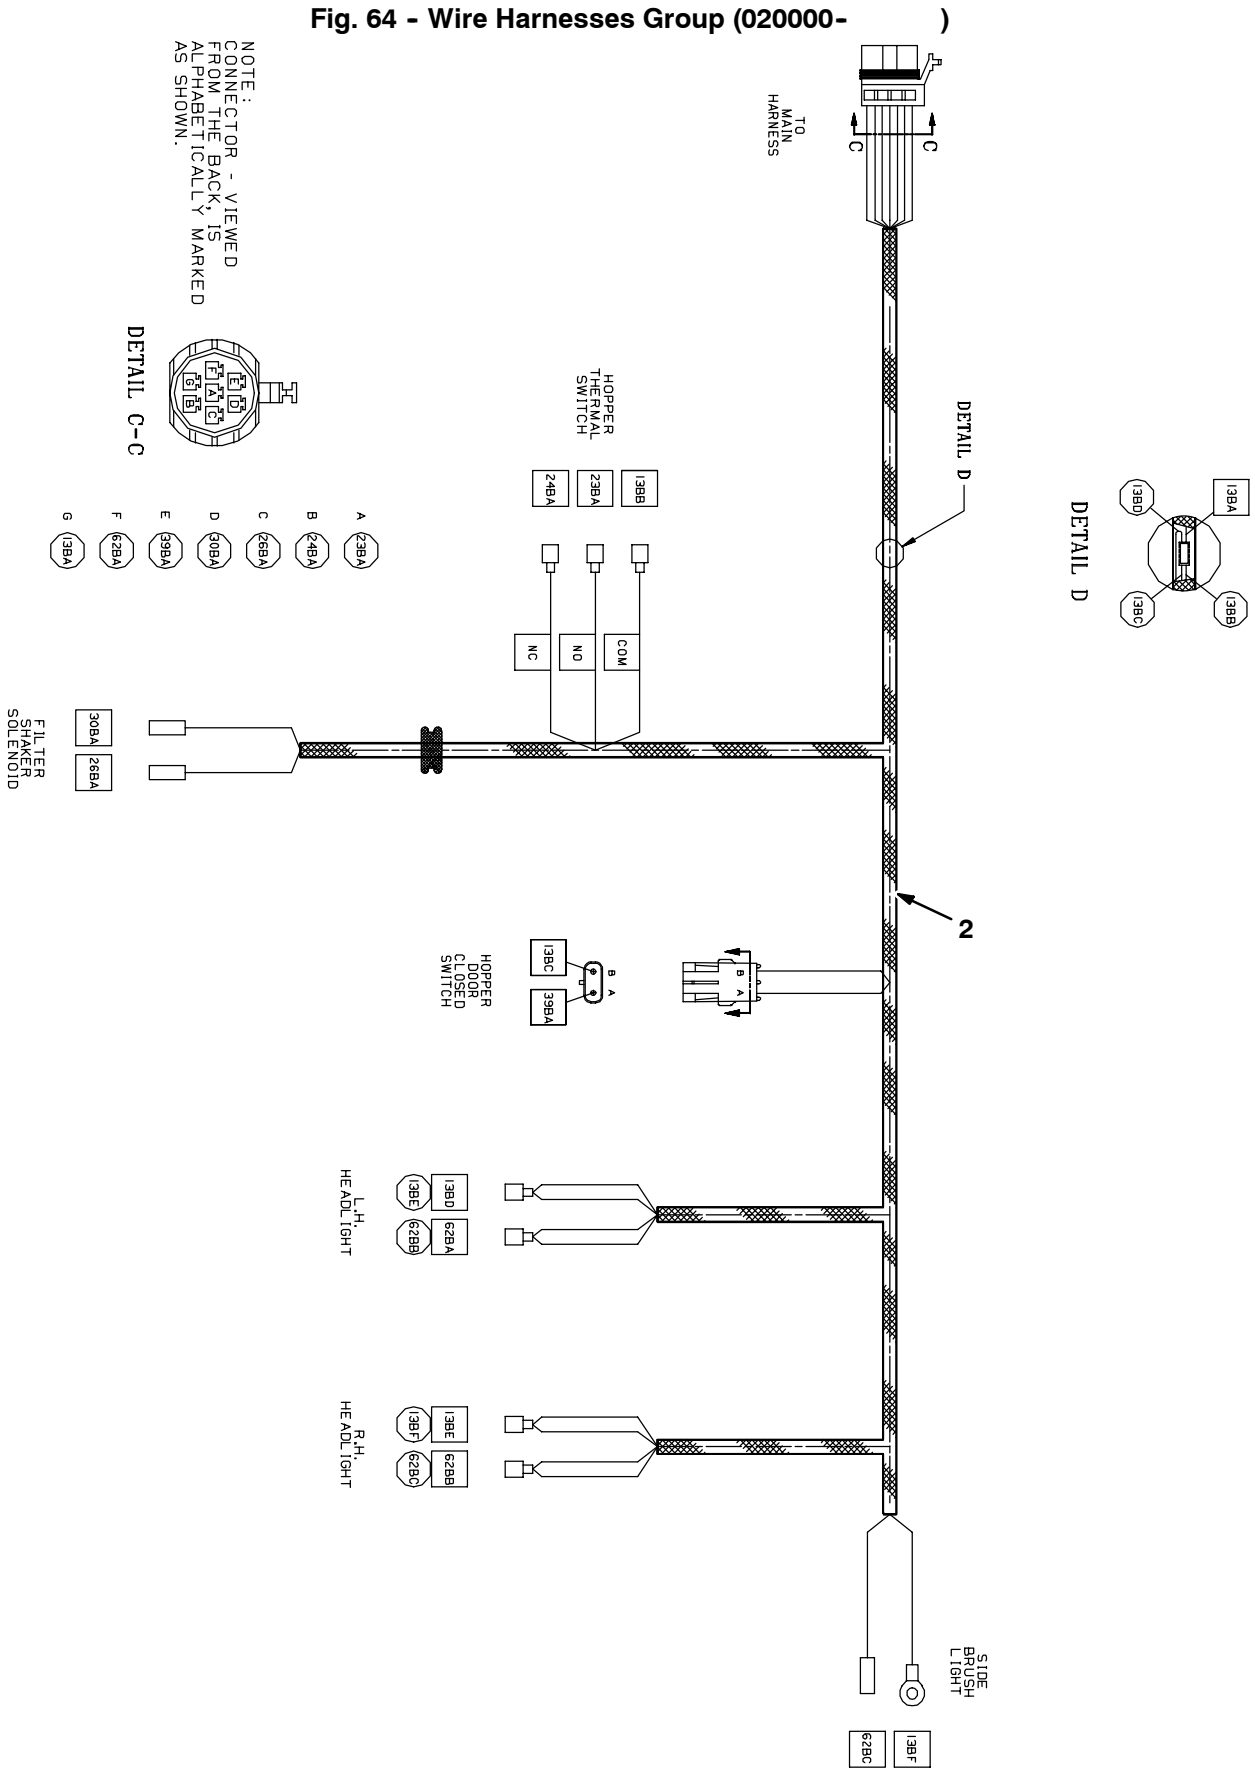 Fig. 64 - Wire Harnesses Group (020000-          )
NOTE:
CONNECTOR - VIEWED
FROM THE BACK, IS
ALPHABETICALLY MARKED
AS SHOWN.
TO
MAIN
HARNESS
C
C
DETAIL C-C
E
D
F
A
C
G
B
A 23BA
B 24BA
C 26BA
D 30BA
E 39BA
F 62BA
G 13BA
HOPPER
THERMAL
SWITCH
13BB
23BA
24BA
COM
NO
NC
DETAIL D
13BA
13BD
13BB
13BC
DETAIL D
FILTER
SHAKER
SOLENOID
30BA
26BA
2
HOPPER
DOOR
CLOSED
SWITCH
13BC
39BA
B
A
B
A
L.H.
HEADLIGHT
13BD
13BE
62BA
62BB
R.H.
HEADLIGHT
13BE
13BF
62BB
62BC
SIDE
BRUSH
LIGHT
13BF
62BC